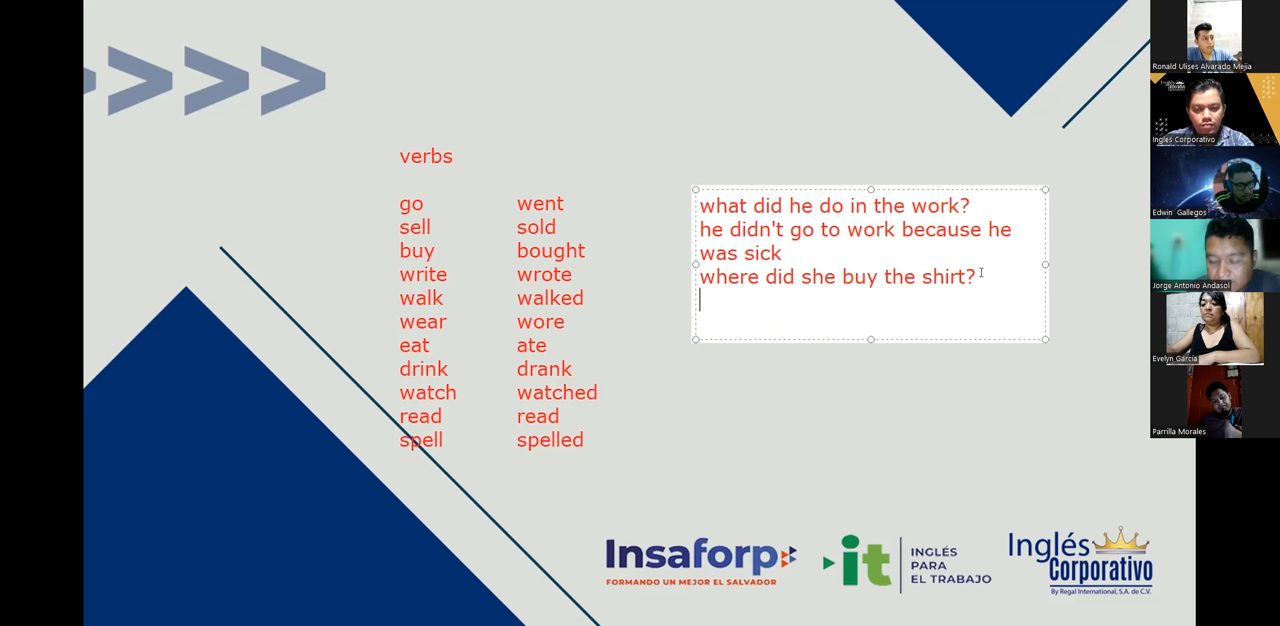 verbs
go went
sell sold
buy bought
write wrote
walk walked
wear wore
eat ate
drink drank
watch watched
read read
spell spelled
what did he do in the work?
he didn't go to work because he
was sick
where did she buy the shirt?
Insaforp
FORMANDO UN MEJOR EL SALVADOR
it
INGLÉS
PARA
EL TRABAJO
Inglés
Corporativo
By Regal International, S.A. de C.V.
Ronald Ulises Alvarado Mejia
Inglés Corporativo
Edwin Gallegos
Jorge Antonio Andasol
Evelyn Garcia
Parrilla Morales